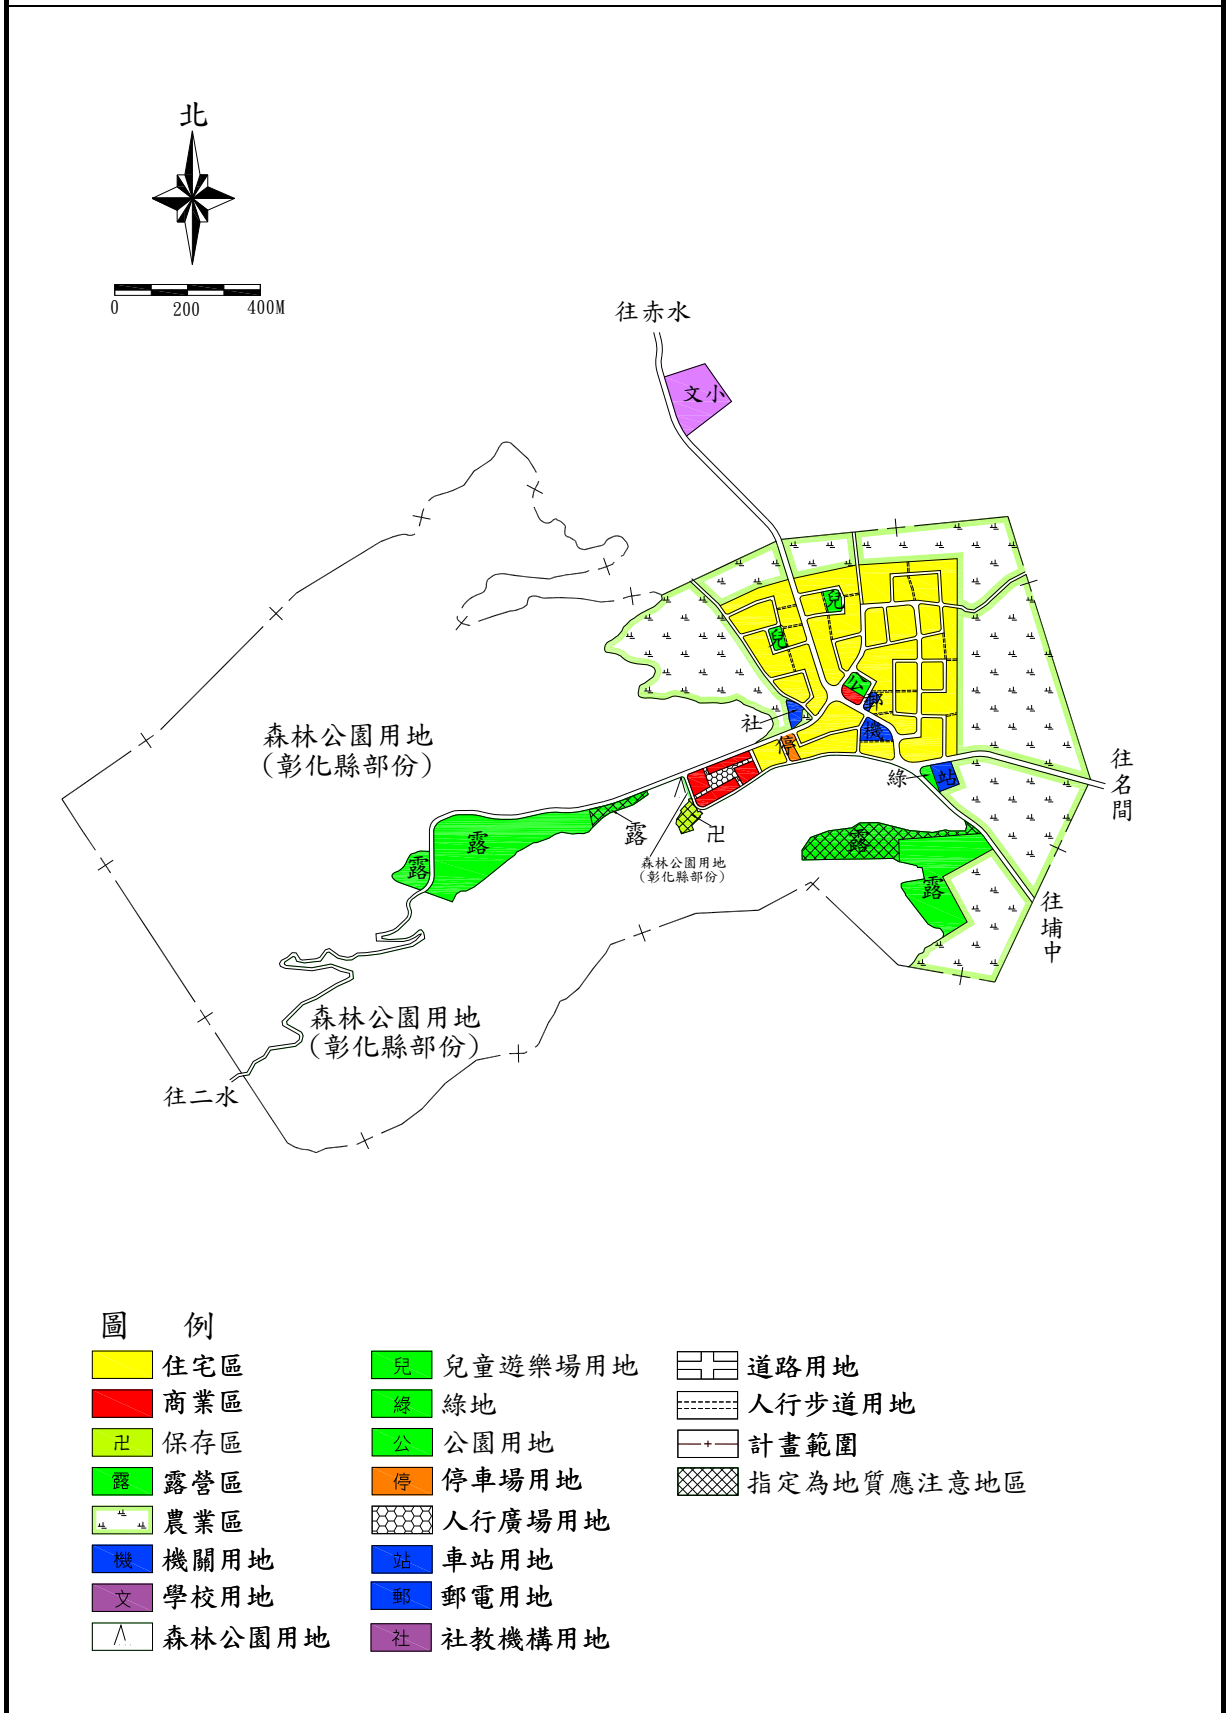 北
0 200 400M
往赤水
文小
兒
兒
公
郵
社
機
停
往名間
綠
站
森林公園用地
(彰化縣部份)
露
露
露
卍
露
露
森林公園用地
(彰化縣部份)
往埔中
森林公園用地
(彰化縣部份)
往二水
圖 例
住宅區
商業區
卍 保存區
露 露營區
農業區
機 機關用地
文 學校用地
森林公園用地
兒 兒童遊樂場用地
綠 綠地
公 公園用地
停 停車場用地
人行廣場用地
站 車站用地
郵 郵電用地
社 社教機構用地
道路用地
人行步道用地
計畫範圍
指定為地質應注意地區